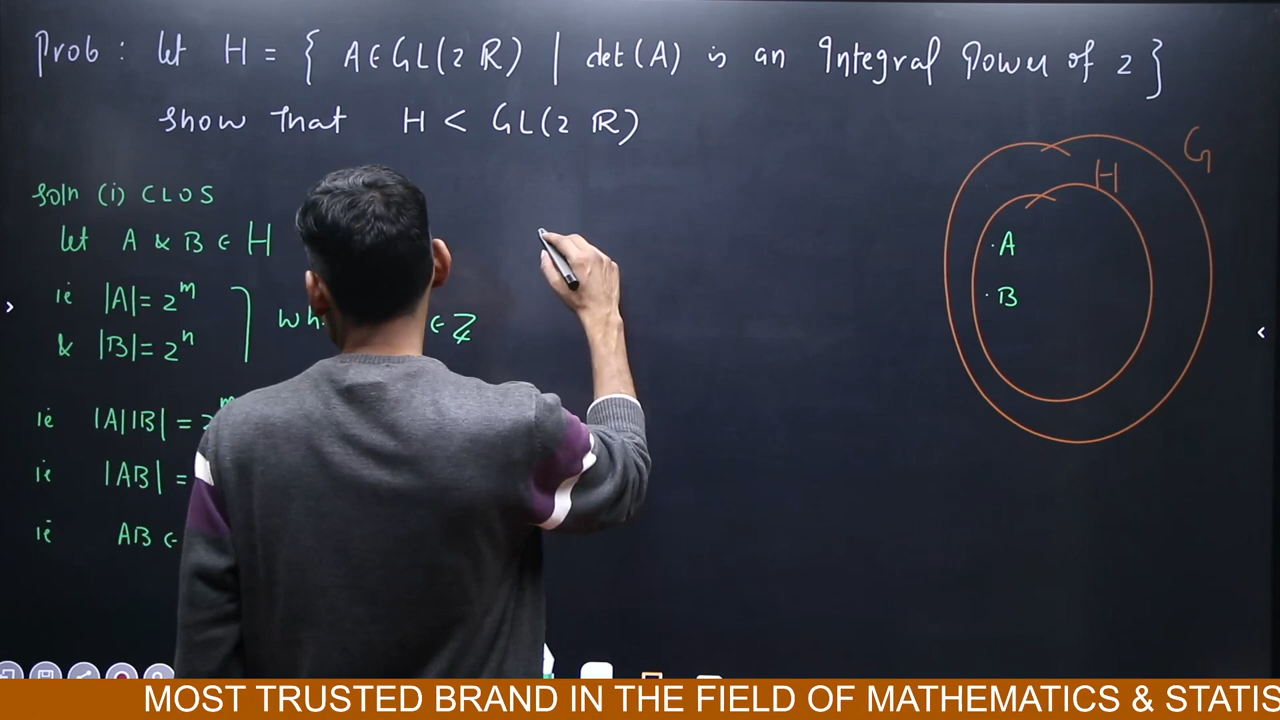 Prob : let H = { A ∈ GL(2 R) | det(A) is an Integral Power of 2 }
show that H < GL(2 R)
Soln (i) CLOS
let A & B ∈ H
ie |A| = 2^m
& |B| = 2^n
∈ Z
ie |A||B| =
ie |AB| =
ie AB ∈
G
H
.A
.B
MOST TRUSTED BRAND IN THE FIELD OF MATHEMATICS & STATIS